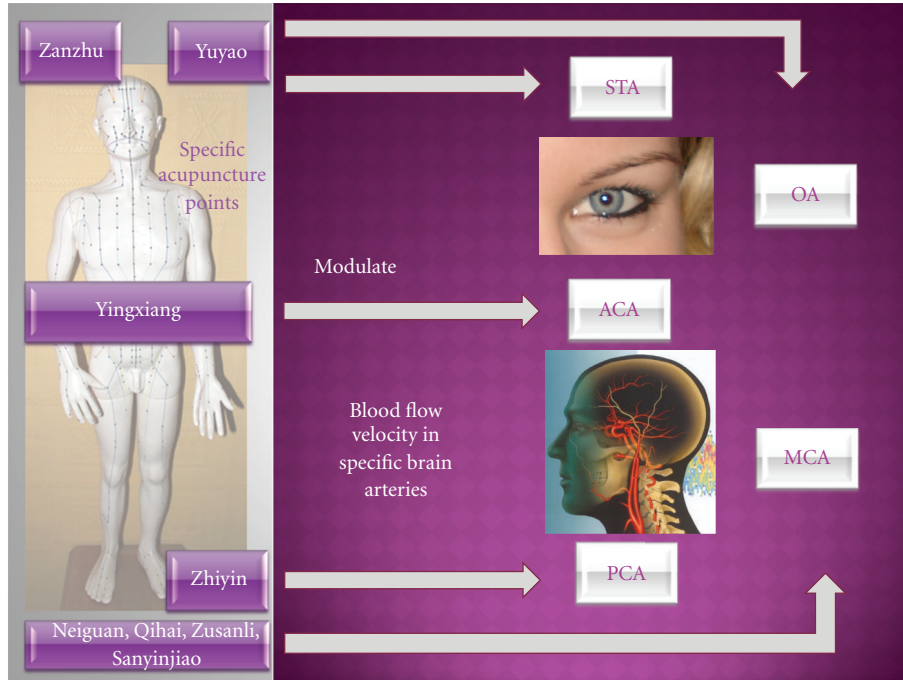 Zanzhu
Yuyao
STA
Specific
acupuncture
points
OA
Modulate
Yingxiang
ACA
Blood flow
velocity in
specific brain
arteries
MCA
Zhiyin
PCA
Neiguan, Qihai, Zusanli,
Sanyinjiao